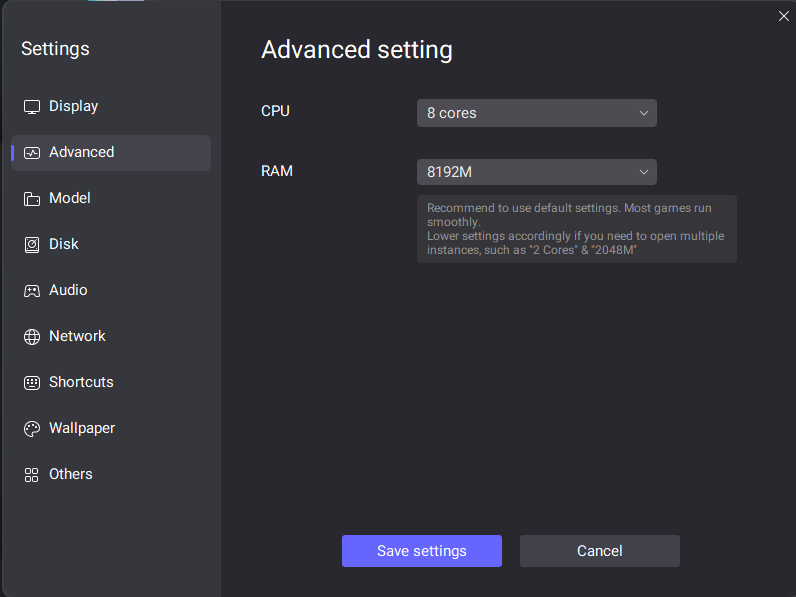 Settings
Display
Advanced
Model
Disk
Audio
Network
Shortcuts
Wallpaper
Others
Advanced setting
CPU
8 cores
RAM
8192M
Recommend to use default settings. Most games run
smoothly.
Lower settings accordingly if you need to open multiple
instances, such as "2 Cores" & "2048M"
Save settings
Cancel